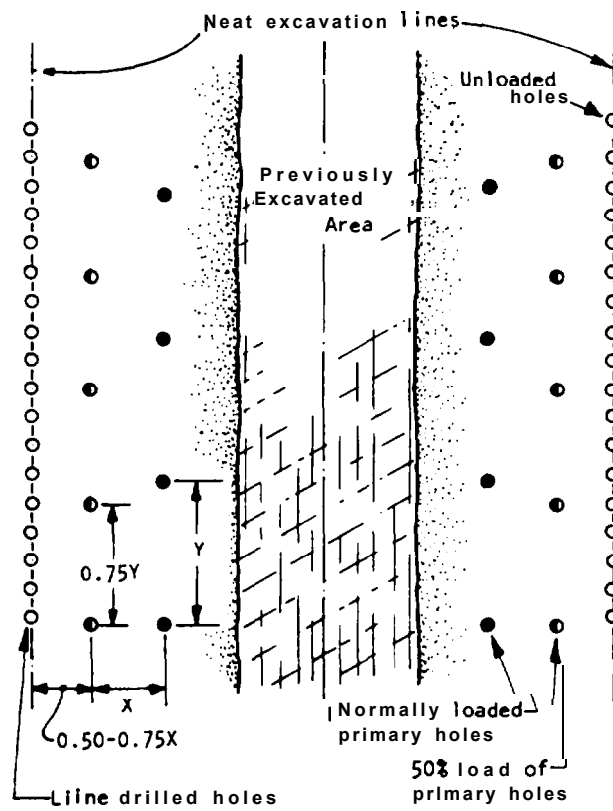 Neat excavation lines
Unloaded
holes
Previously
Excavated
Area
Y
0.75Y
X
0.50-0.75X
Normally loaded
primary holes
50% load of
primary holes
Liine drilled holes